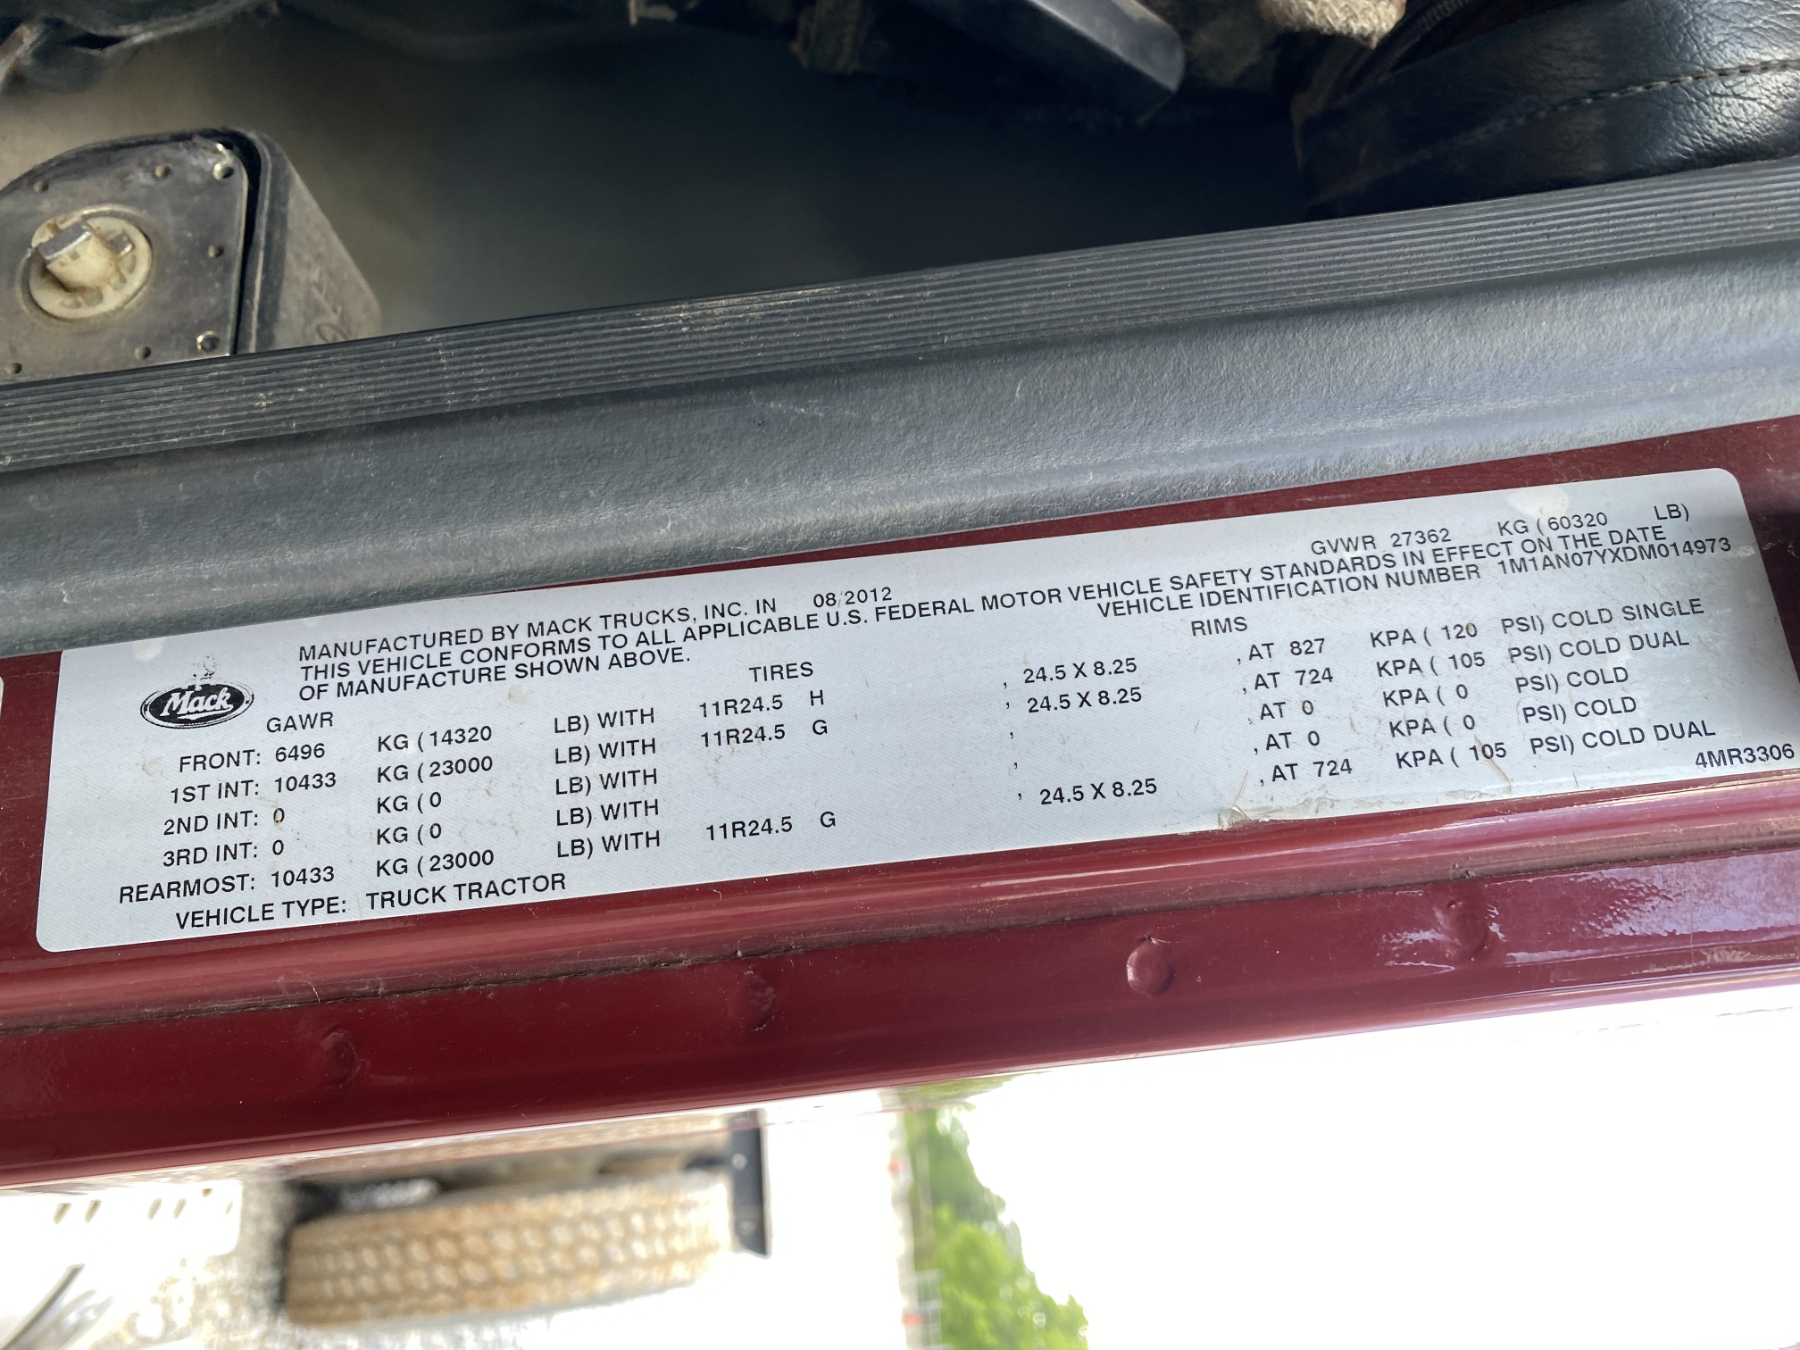 MANUFACTURED BY MACK TRUCKS, INC. IN 08/2012 GVWR 27362 KG (60320 LB)
THIS VEHICLE CONFORMS TO ALL APPLICABLE U.S. FEDERAL MOTOR VEHICLE SAFETY STANDARDS IN EFFECT ON THE DATE
OF MANUFACTURE SHOWN ABOVE. VEHICLE IDENTIFICATION NUMBER 1M1AN07YXDM014973
Mack
GAWR TIRES RIMS
FRONT: 6496 KG (14320 LB) WITH 11R24.5 H , 24.5 X 8.25 , AT 827 KPA ( 120 PSI) COLD SINGLE
1ST INT: 10433 KG (23000 LB) WITH 11R24.5 G , 24.5 X 8.25 , AT 724 KPA ( 105 PSI) COLD DUAL
2ND INT: 0 KG (0 LB) WITH , , AT 0 KPA ( 0 PSI) COLD
3RD INT: 0 KG (0 LB) WITH , , AT 0 KPA ( 0 PSI) COLD
REARMOST: 10433 KG (23000 LB) WITH 11R24.5 G , 24.5 X 8.25 , AT 724 KPA ( 105 PSI) COLD DUAL
VEHICLE TYPE: TRUCK TRACTOR 4MR3306